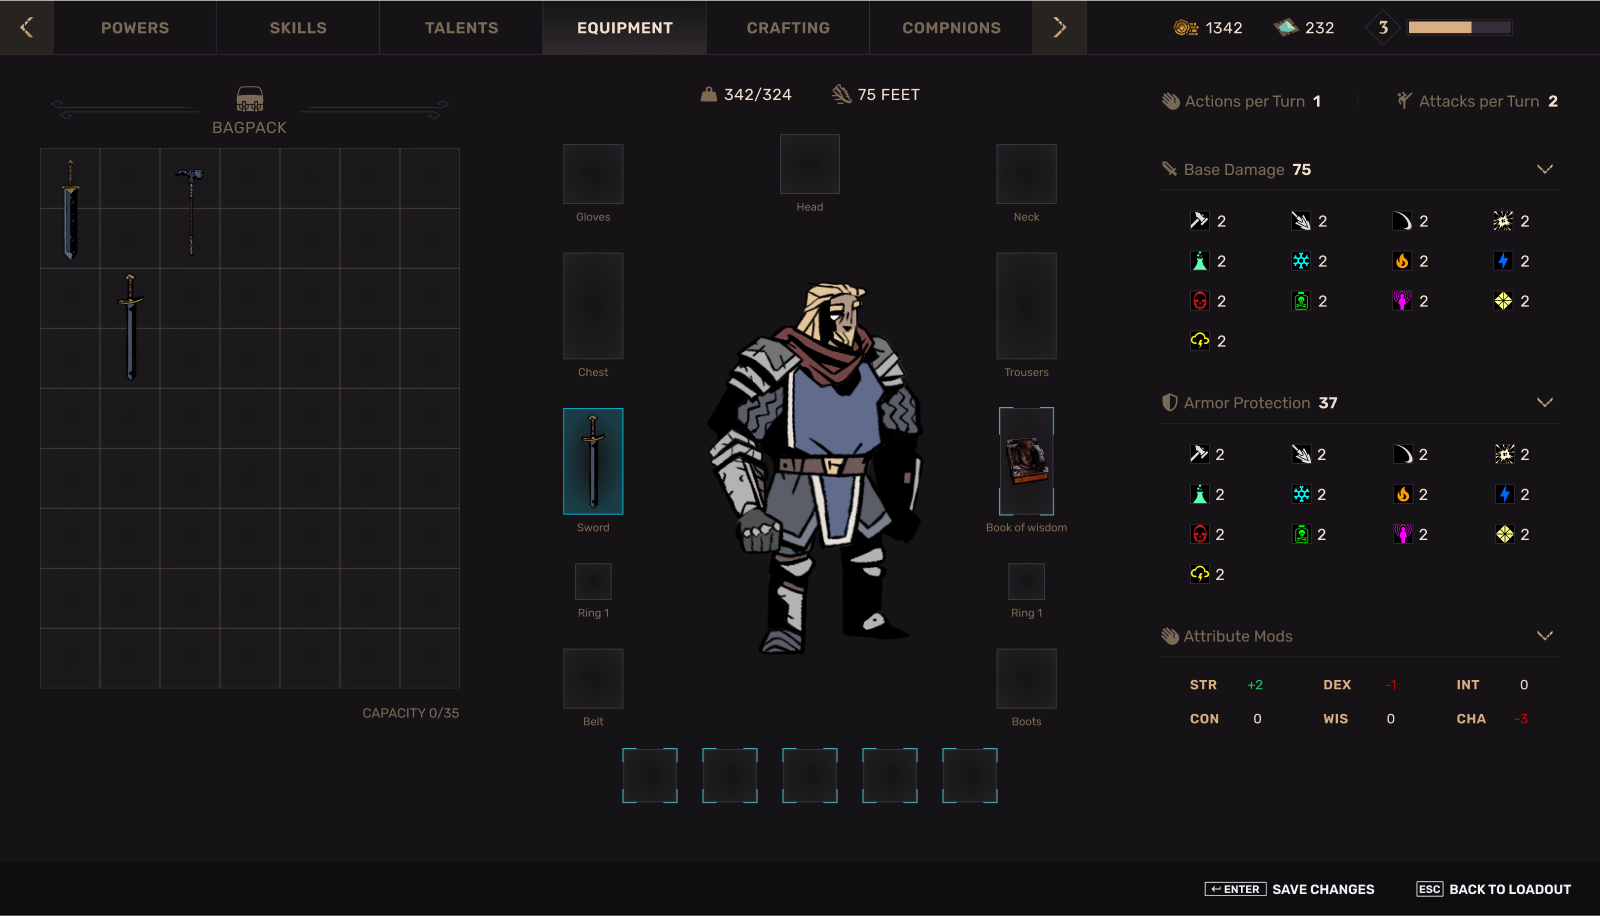 POWERS
SKILLS
TALENTS
EQUIPMENT
CRAFTING
COMPNIONS
1342
232
3
BAGPACK
CAPACITY 0/35
342/324
75 FEET
Gloves
Head
Neck
Chest
Trousers
Sword
Book of wisdom
Ring 1
Ring 1
Belt
Boots
Actions per Turn 1
Attacks per Turn 2
Base Damage 75
2 2 2 2
2 2 2 2
2 2 2 2
2
Armor Protection 37
2 2 2 2
2 2 2 2
2 2 2 2
2
Attribute Mods
STR +2 DEX -1 INT 0
CON 0 WIS 0 CHA -3
ENTER SAVE CHANGES
ESC BACK TO LOADOUT